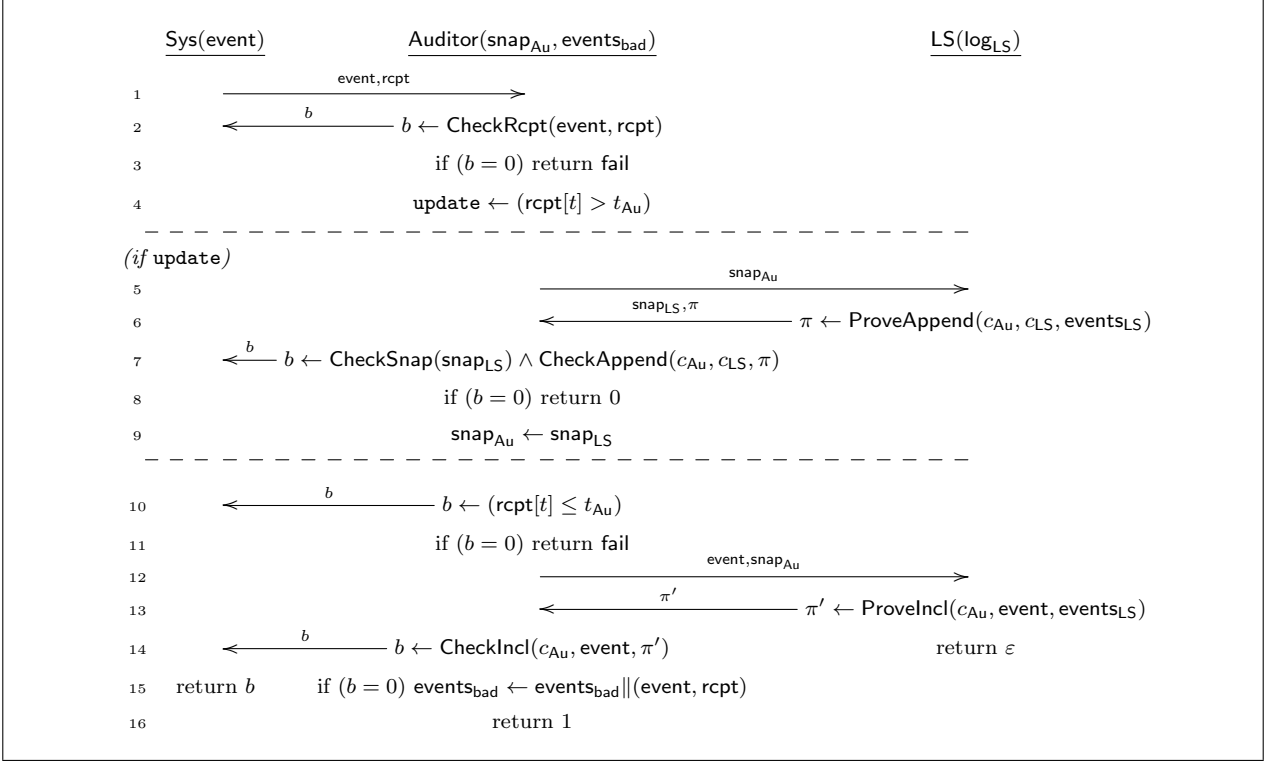 Sys(event) Auditor(snap_Au, events_bad) LS(log_LS)
event,rcpt
1
b
2 b ← CheckRcpt(event, rcpt)
3 if (b = 0) return fail
4 update ← (rcpt[t] > t_Au)
(if update)
snap_Au
5
snap_LS,π
6 π ← ProveAppend(c_Au, c_LS, events_LS)
b
7 b ← CheckSnap(snap_LS) ∧ CheckAppend(c_Au, c_LS, π)
8 if (b = 0) return 0
9 snap_Au ← snap_LS
b
10 b ← (rcpt[t] ≤ t_Au)
11 if (b = 0) return fail
event,snap_Au
12
π′
13 π′ ← ProveIncl(c_Au, event, events_LS)
b
14 b ← CheckIncl(c_Au, event, π′) return ε
15 return b if (b = 0) events_bad ← events_bad‖(event, rcpt)
16 return 1